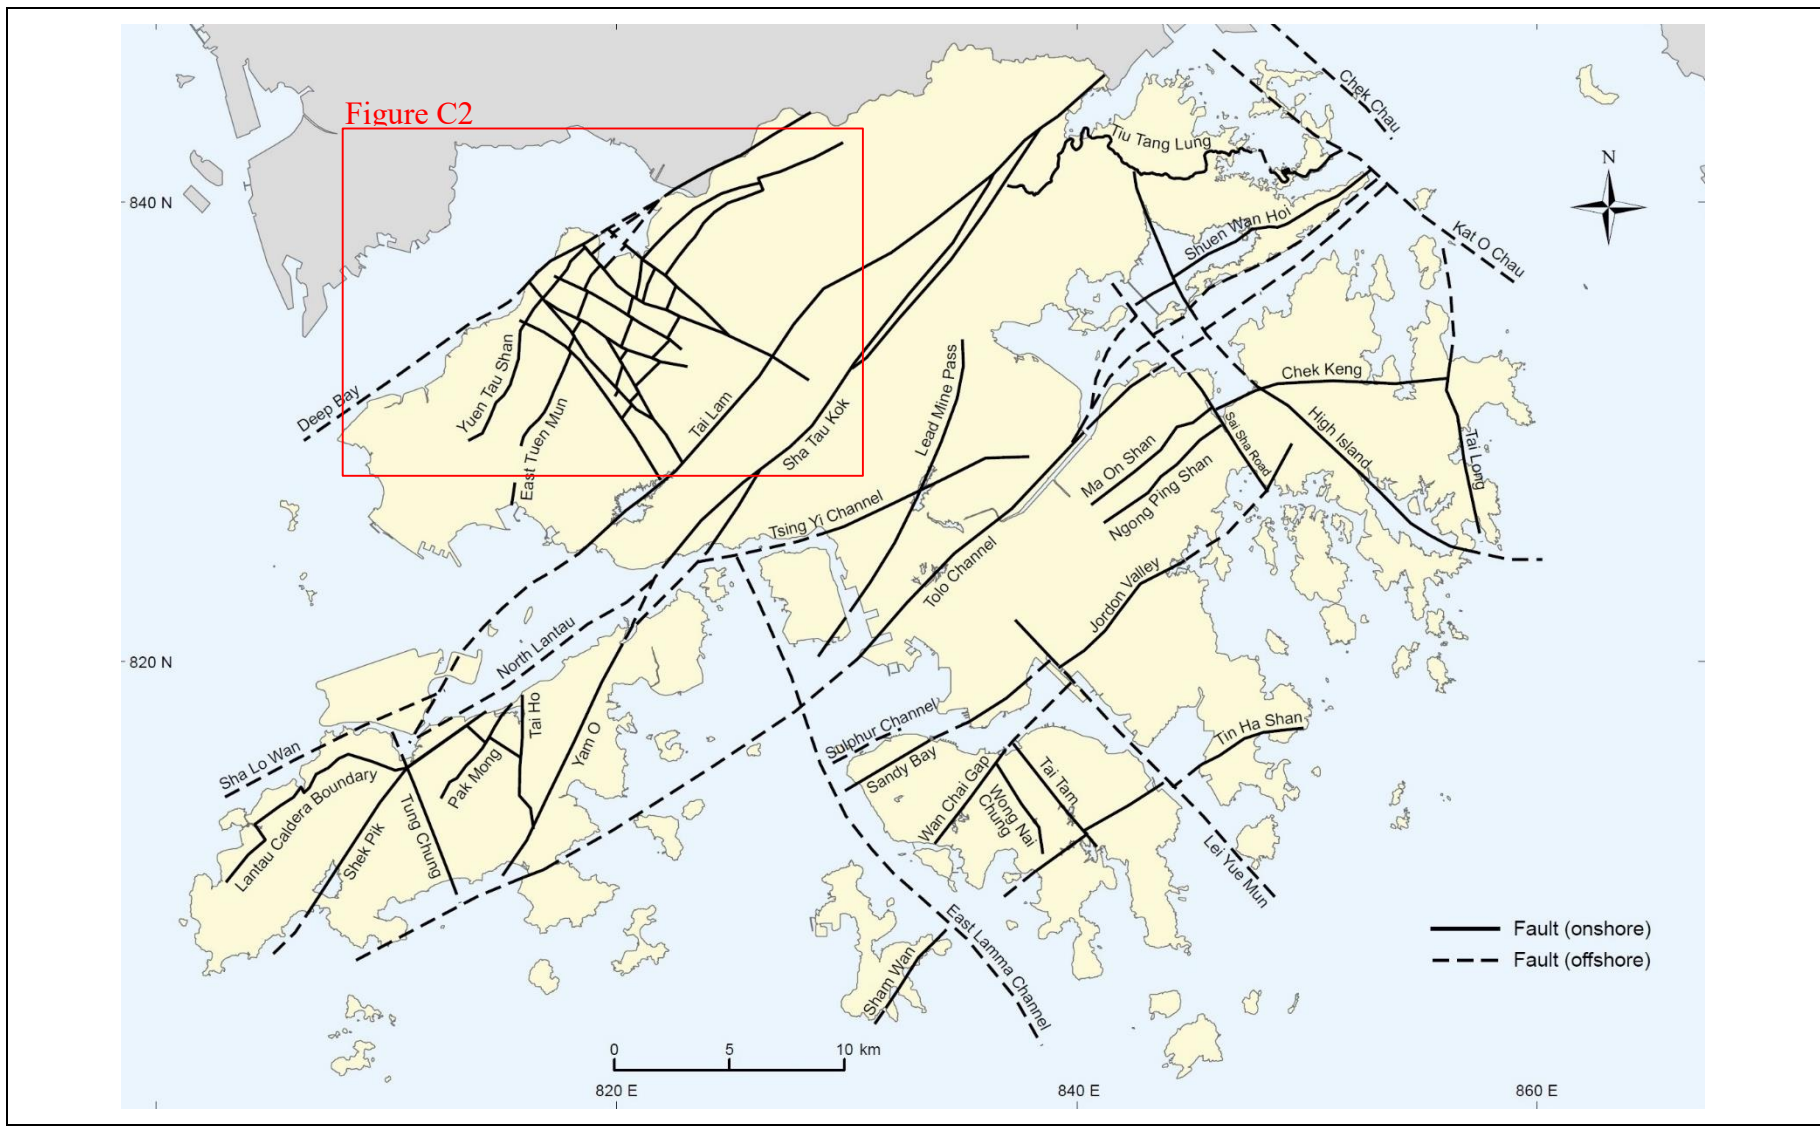 Figure C2
Chek Chau
Tiu Tang Lung
N
840 N
Shuen Wan Hoi
Kat O Chau
Deep Bay
Yuen Tau Shan
East Tuen Mun
Tai Lam
Sha Tau Kok
Lead Mine Pass
Chek Keng
High Island
Sai Sha Road
Tai Long
Ma On Shan
Ngong Ping Shan
Tsing Yi Channel
Tolo Channel
Jordon Valley
820 N
North Lantau
Tai Ho
Yam O
Sha Lo Wan
Lantau Caldera Boundary
Pak Mong
Tung Chung
Shek Pik
Sulphur Channel
Sandy Bay
Wan Chai Gap
Wong Nai
Chung
Tai Tam
Tin Ha Shan
Lei Yue Mun
East Lamma Channel
Sham Wan
Fault (onshore)
Fault (offshore)
0 5 10 km
820 E 840 E 860 E